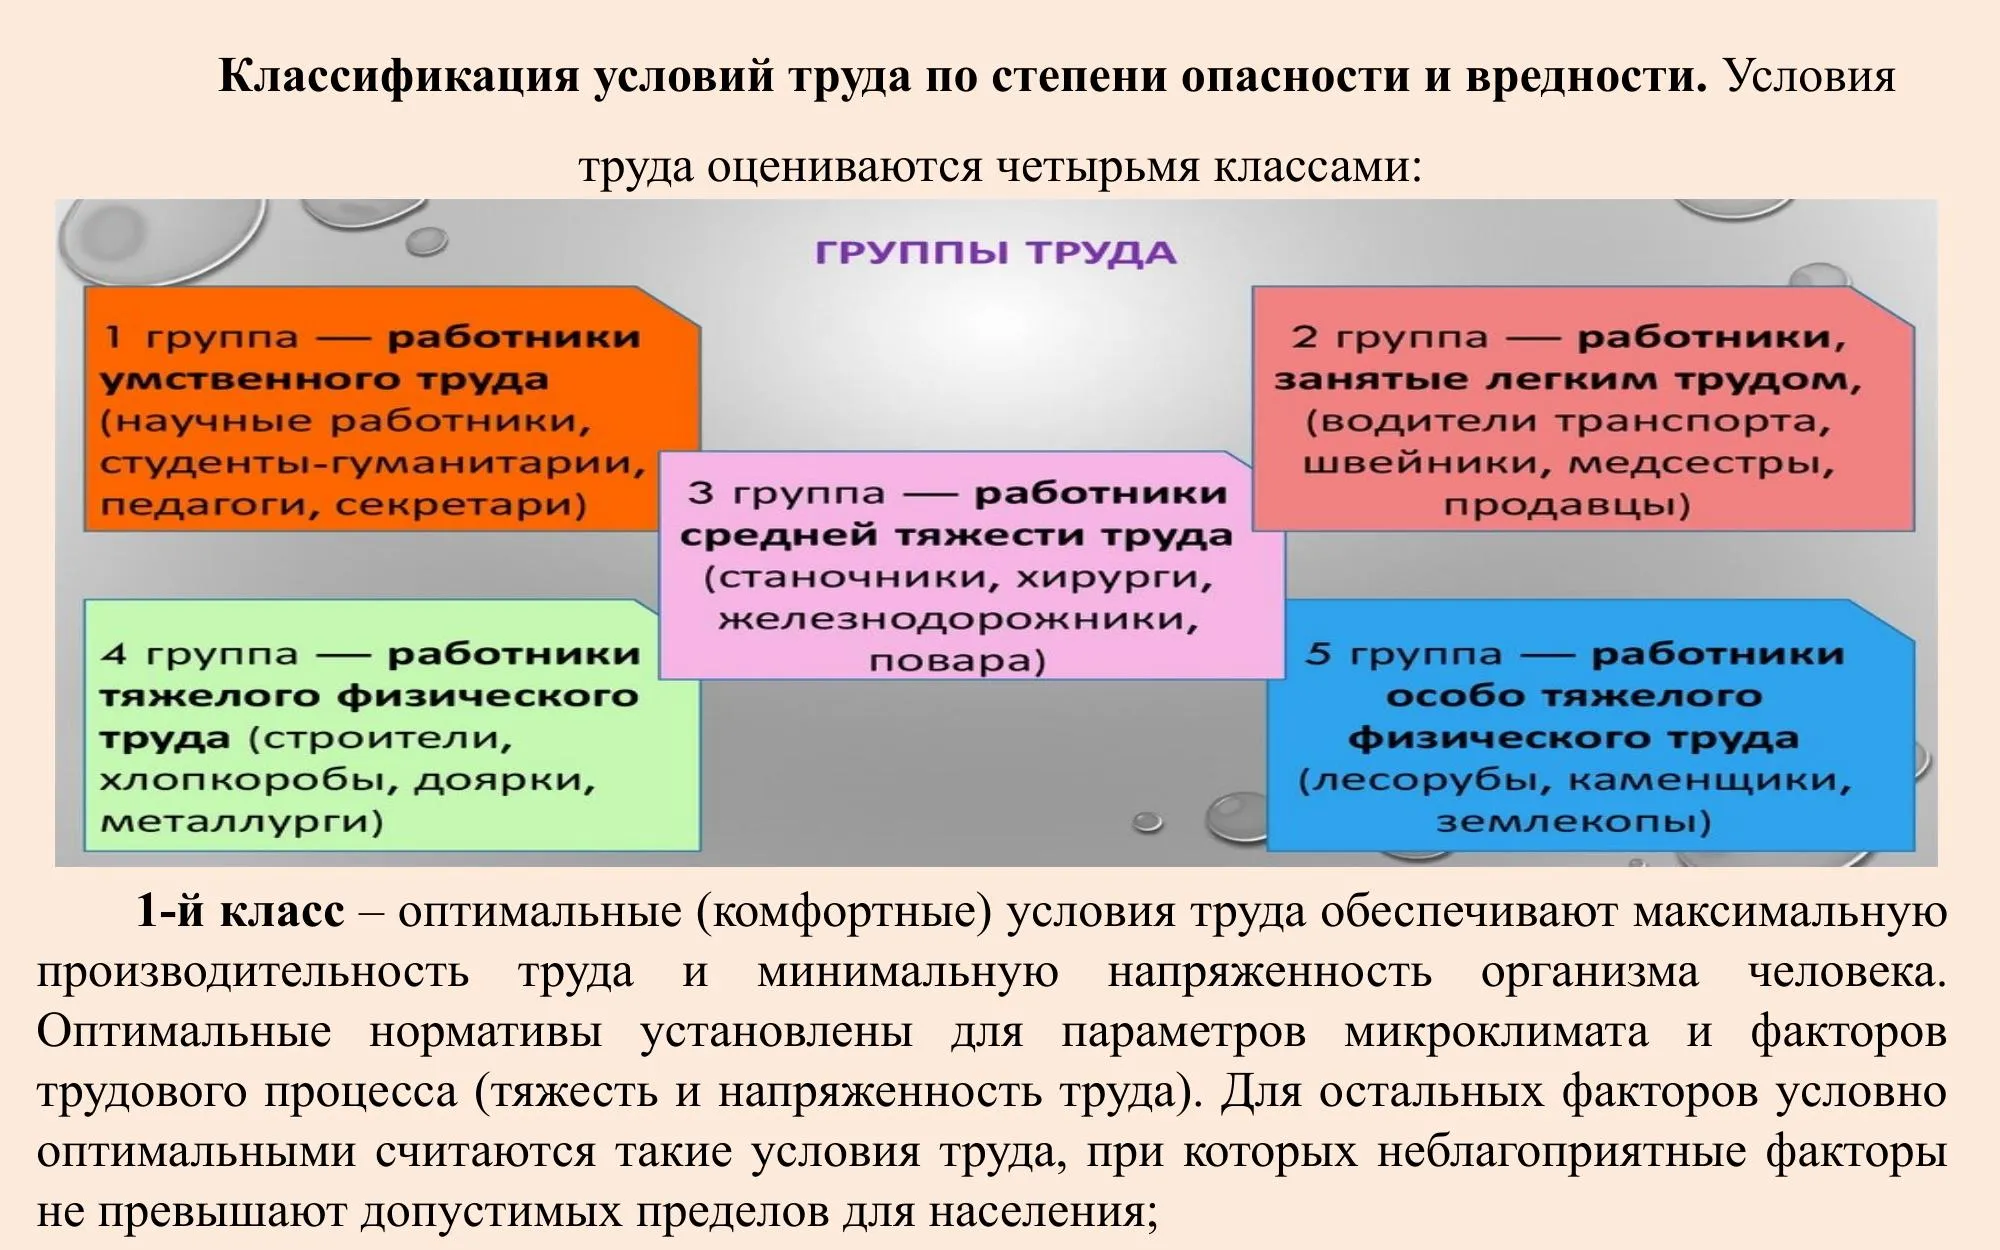 Классификация условий труда по степени опасности и вредности. Условия
труда оцениваются четырьмя классами:
ГРУППЫ ТРУДА
1 группа — работники
умственного труда
(научные работники,
студенты-гуманитарии,
педагоги, секретари)
2 группа — работники,
занятые легким трудом,
(водители транспорта,
швейники, медсестры,
продавцы)
3 группа — работники
средней тяжести труда
(станочники, хирурги,
железнодорожники,
повара)
4 группа — работники
тяжелого физического
труда (строители,
хлопкоробы, доярки,
металлурги)
5 группа — работники
особо тяжелого
физического труда
(лесорубы, каменщики,
землекопы)
1-й класс – оптимальные (комфортные) условия труда обеспечивают максимальную
производительность труда и минимальную напряженность организма человека.
Оптимальные нормативы установлены для параметров микроклимата и факторов
трудового процесса (тяжесть и напряженность труда). Для остальных факторов условно
оптимальными считаются такие условия труда, при которых неблагоприятные факторы
не превышают допустимых пределов для населения;